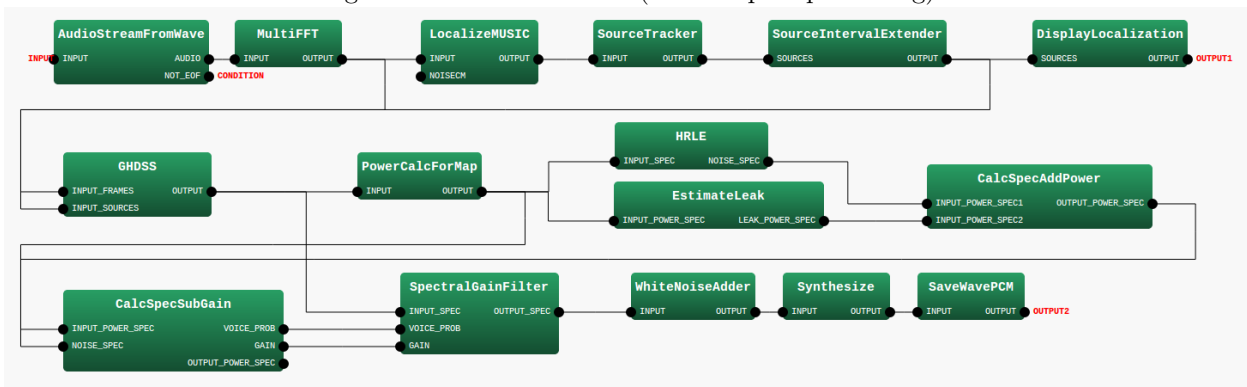 AudioStreamFromWave
INPUT INPUT
AUDIO
NOT_EOF CONDITION
MultiFFT
INPUT OUTPUT
LocalizeMUSIC
INPUT OUTPUT
NOISECM
SourceTracker
INPUT OUTPUT
SourceIntervalExtender
SOURCES OUTPUT
DisplayLocalization
SOURCES OUTPUT OUTPUT1
GHDSS
INPUT_FRAMES OUTPUT
INPUT_SOURCES
PowerCalcForMap
INPUT OUTPUT
HRLE
INPUT_SPEC NOISE_SPEC
EstimateLeak
INPUT_POWER_SPEC LEAK_POWER_SPEC
CalcSpecAddPower
INPUT_POWER_SPEC1 OUTPUT_POWER_SPEC
INPUT_POWER_SPEC2
CalcSpecSubGain
INPUT_POWER_SPEC VOICE_PROB
NOISE_SPEC GAIN
OUTPUT_POWER_SPEC
SpectralGainFilter
INPUT_SPEC OUTPUT_SPEC
VOICE_PROB
GAIN
WhiteNoiseAdder
INPUT OUTPUT
Synthesize
INPUT OUTPUT
SaveWavePCM
INPUT OUTPUT OUTPUT2